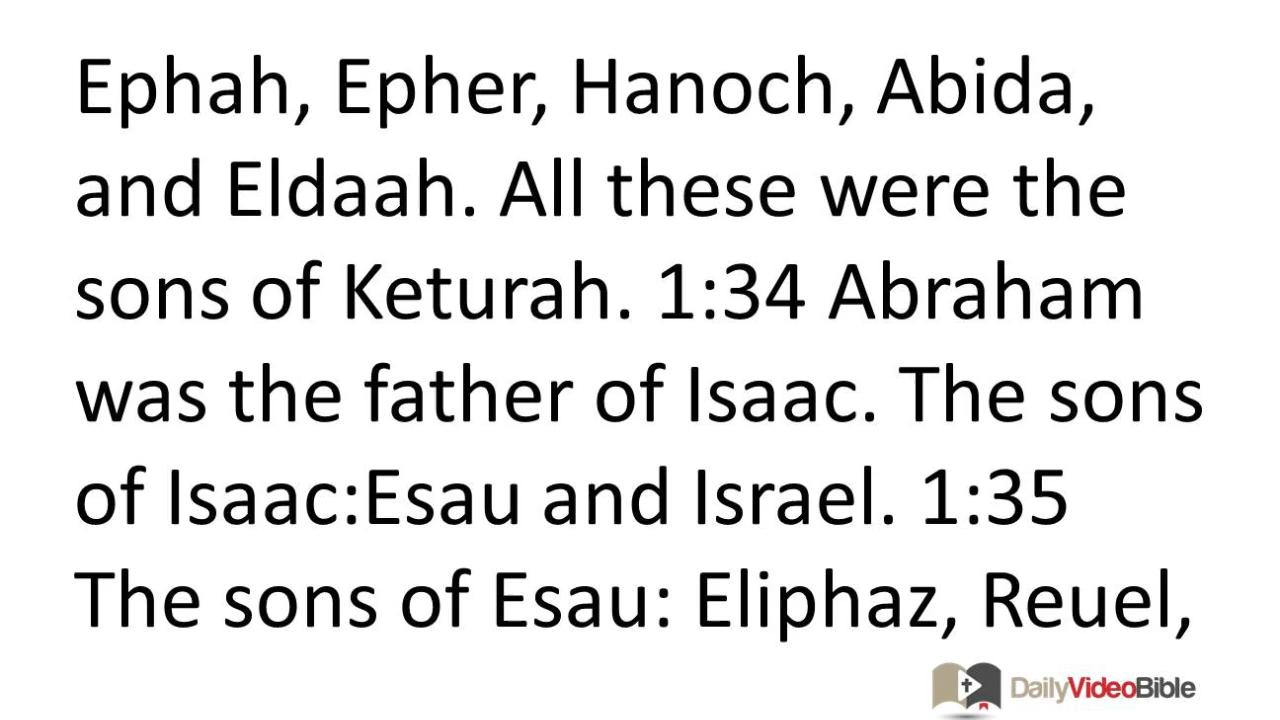 Ephah, Epher, Hanoch, Abida,
and Eldaah. All these were the
sons of Keturah. 1:34 Abraham
was the father of Isaac. The sons
of Isaac:Esau and Israel. 1:35
The sons of Esau: Eliphaz, Reuel,
DailyVideoBible